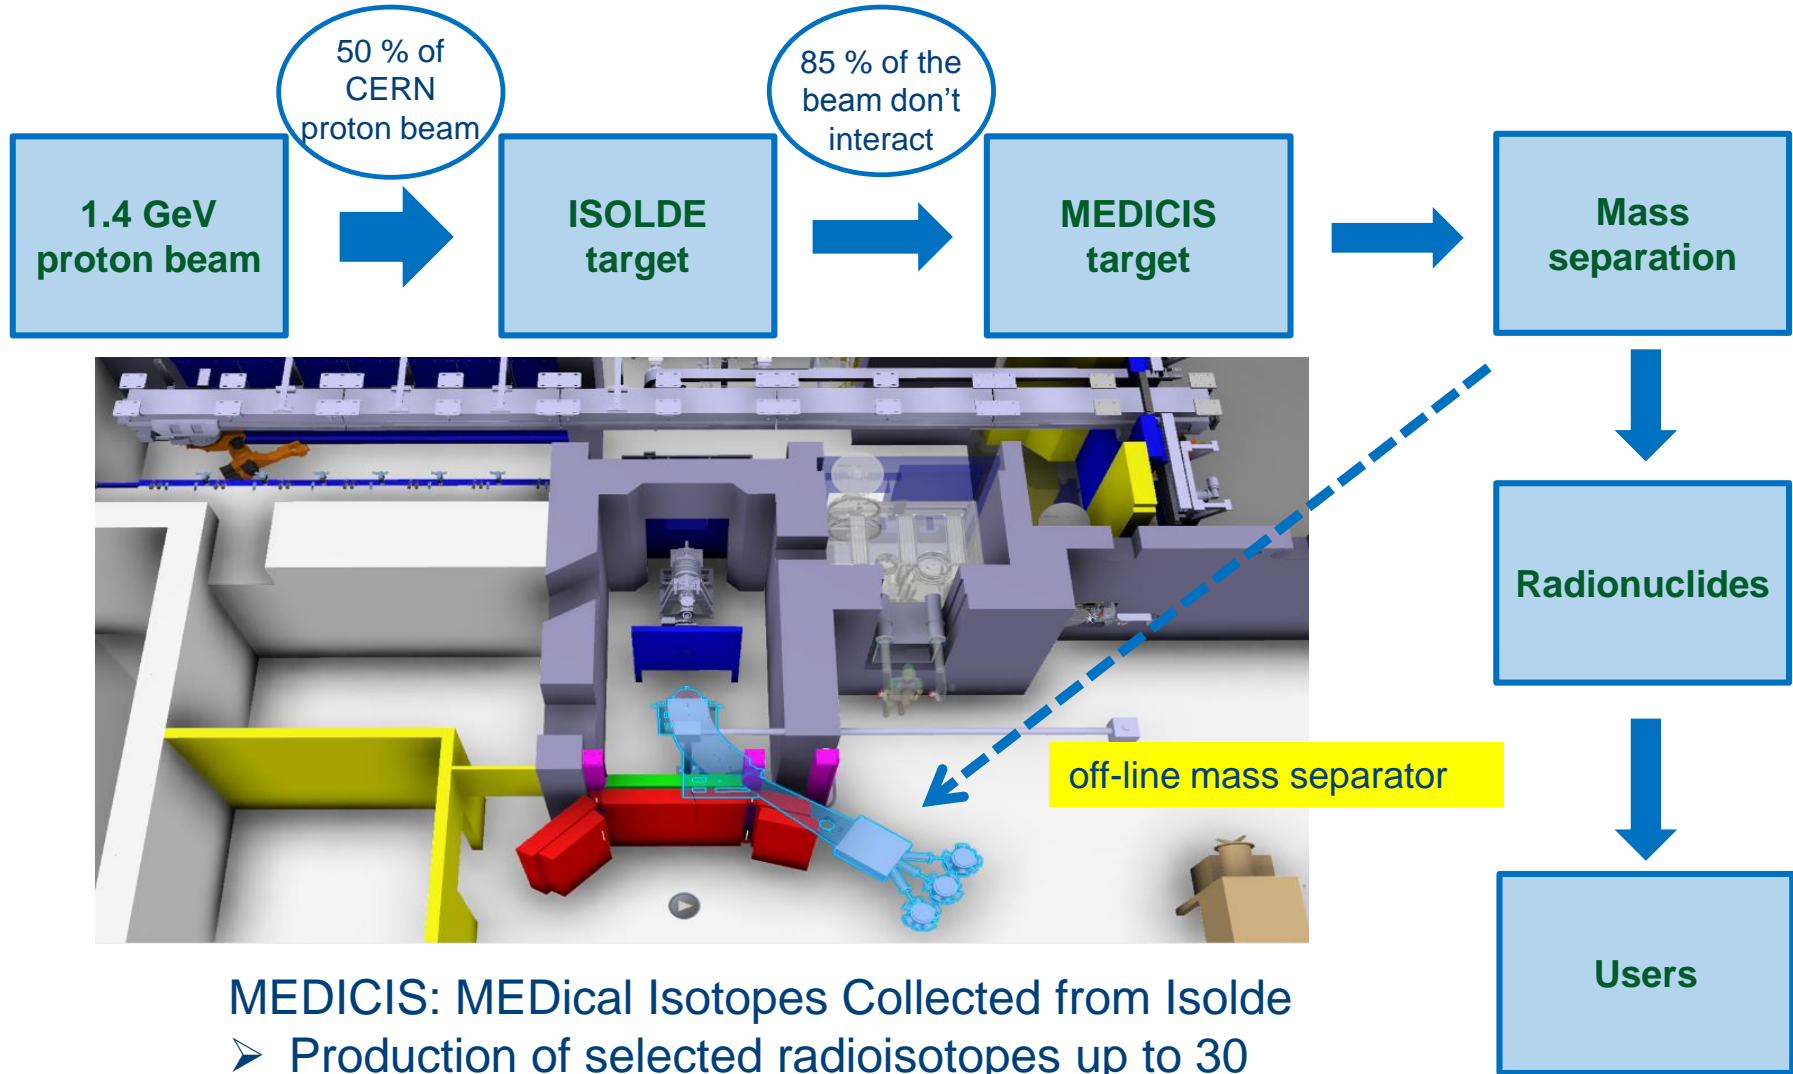 50 % of
CERN
proton beam
85 % of the
beam don't
interact
1.4 GeV
proton beam
ISOLDE
target
MEDICIS
target
Mass
separation
Radionuclides
off-line mass separator
Users
MEDICIS: MEDical Isotopes Collected from Isolde
➢ Production of selected radioisotopes up to 30